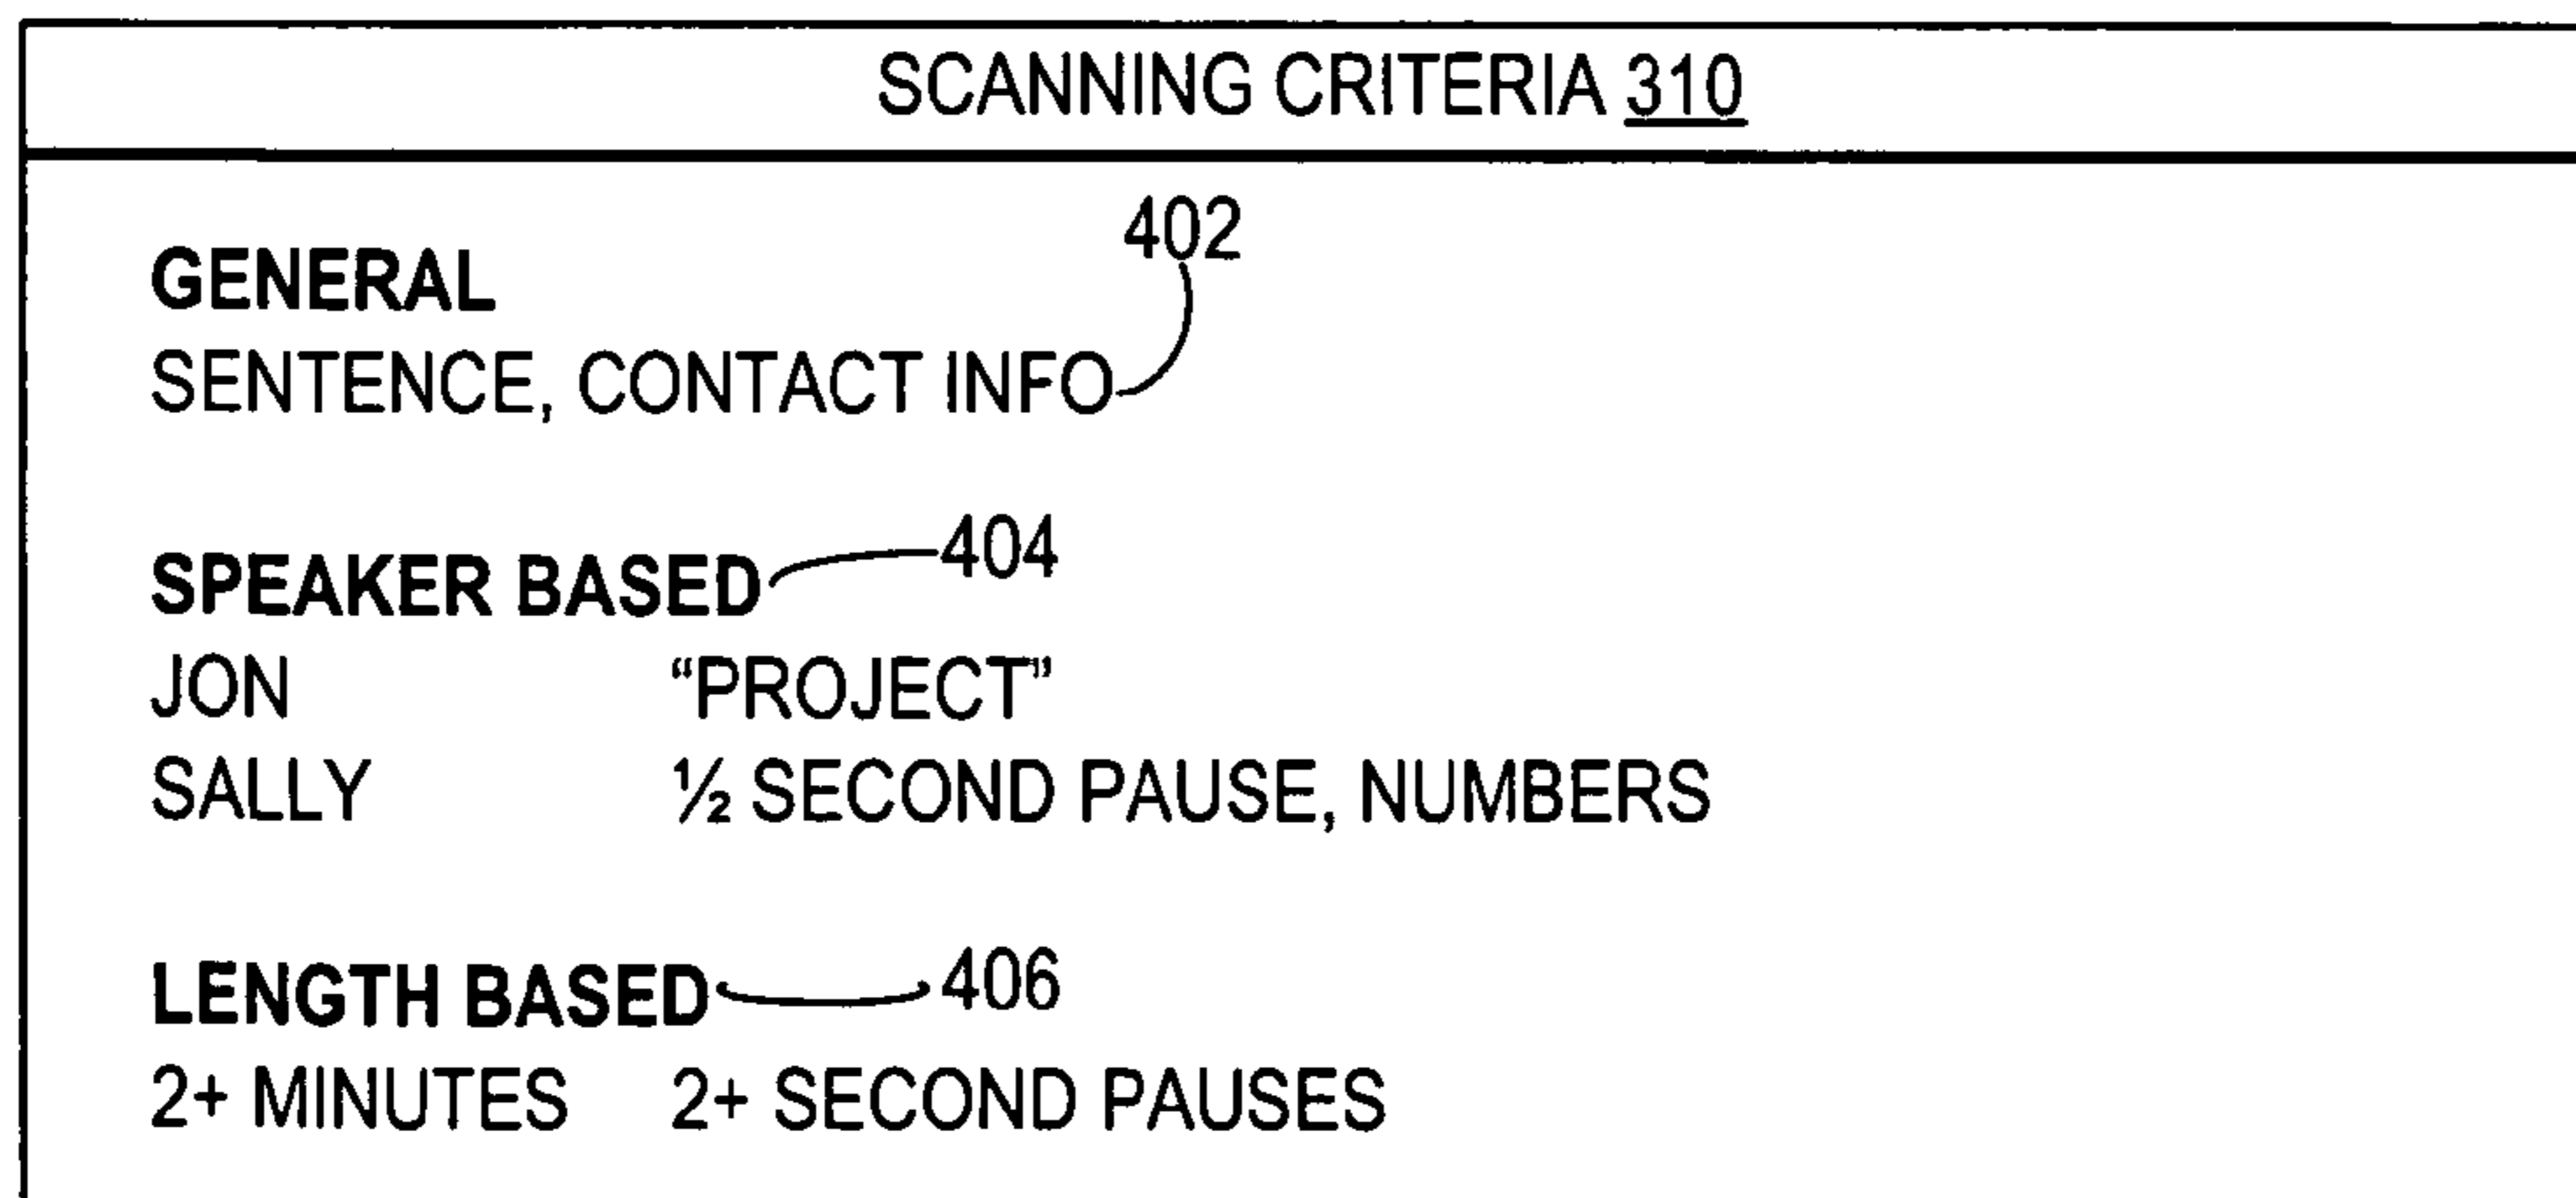 SCANNING CRITERIA 310
402
GENERAL
SENTENCE, CONTACT INFO
SPEAKER BASED 404
JON “PROJECT”
SALLY ½ SECOND PAUSE, NUMBERS
LENGTH BASED 406
2+ MINUTES 2+ SECOND PAUSES